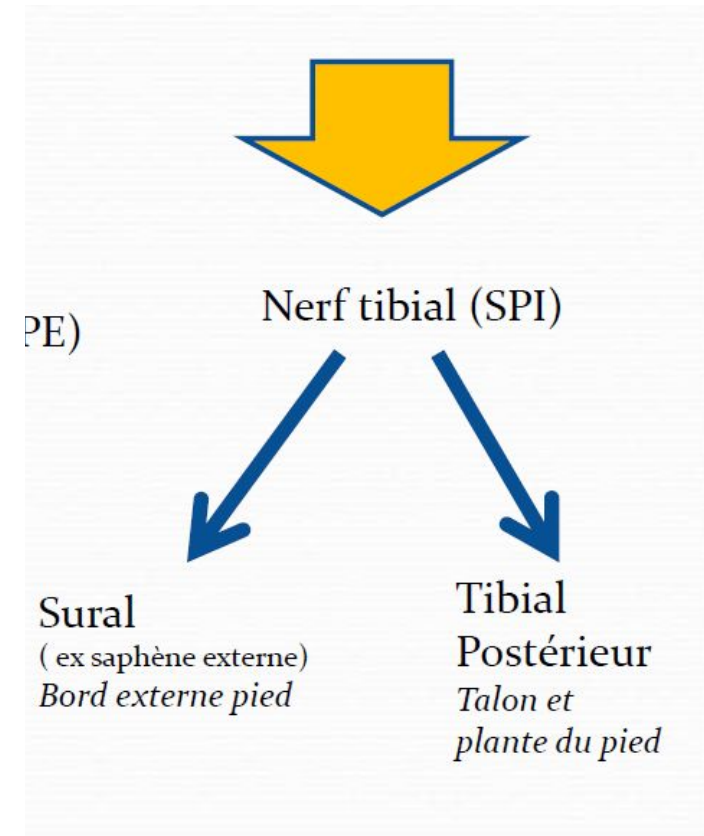 PE)
Nerf tibial (SPI)
Sural
( ex saphène externe)
Bord externe pied
Tibial
Postérieur
Talon et
plante du pied